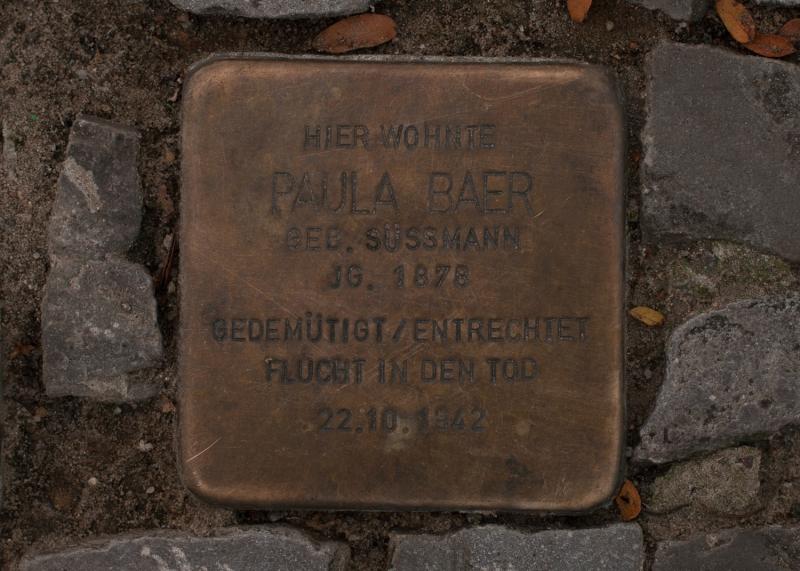 HIER WOHNTE
PAULA BAER
GEB. SÜSSMANN
JG. 1878
GEDEMÜTIGT/ENTRECHTET
FLUCHT IN DEN TOD
22.10.1942